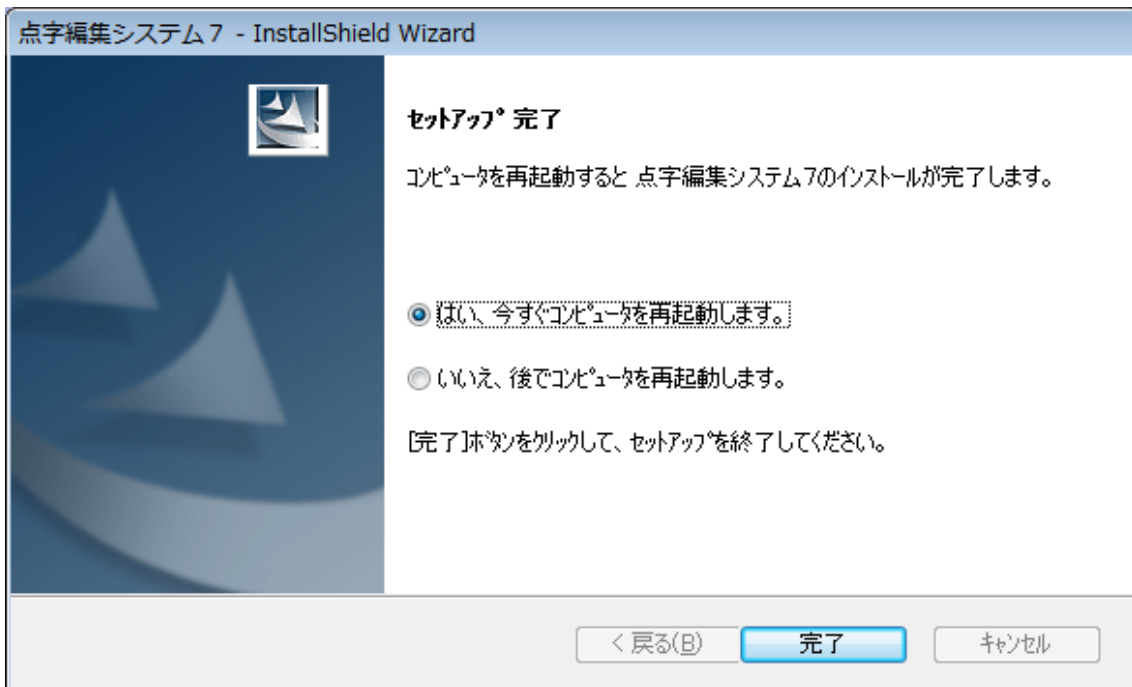 点字編集システム７ - InstallShield Wizard
ｾｯﾄｱｯﾌﾟ 完了
ｺﾝﾋﾟｭｰﾀを再起動すると 点字編集システム７のｲﾝｽﾄｰﾙが完了します。
はい、今すぐｺﾝﾋﾟｭｰﾀを再起動します。
いいえ、後でｺﾝﾋﾟｭｰﾀを再起動します。
[完了]ﾎﾞﾀﾝをｸﾘｯｸして、ｾｯﾄｱｯﾌﾟを終了してください。
< 戻る(B)
完了
ｷｬﾝｾﾙ